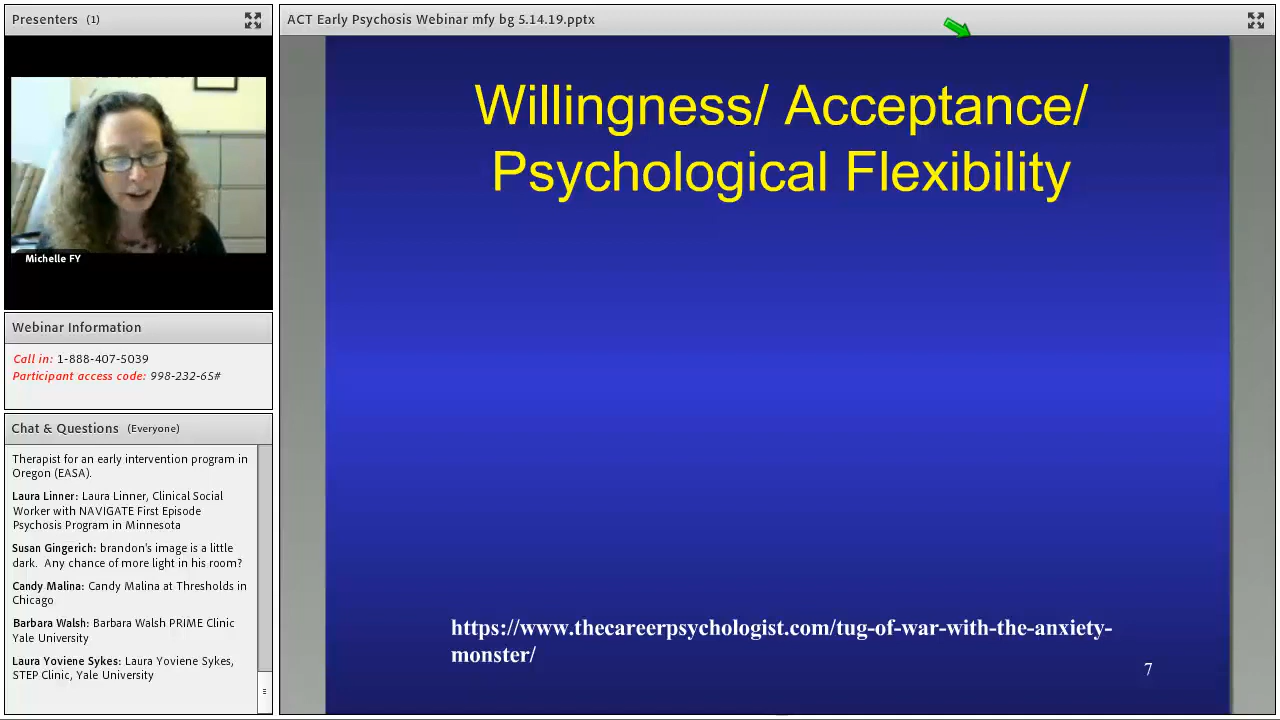 Presenters (1)
Michelle FY
Webinar Information
Call in: 1-888-407-5039
Participant access code: 998-232-65#
Chat & Questions (Everyone)
Therapist for an early intervention program in
Oregon (EASA).
Laura Linner: Laura Linner, Clinical Social
Worker with NAVIGATE First Episode
Psychosis Program in Minnesota
Susan Gingerich: brandon's image is a little
dark. Any chance of more light in his room?
Candy Malina: Candy Malina at Thresholds in
Chicago
Barbara Walsh: Barbara Walsh PRIME Clinic
Yale University
Laura Yoviene Sykes: Laura Yoviene Sykes,
STEP Clinic, Yale University
ACT Early Psychosis Webinar mfy bg 5.14.19.pptx
Willingness/ Acceptance/
Psychological Flexibility
https://www.thecareerpsychologist.com/tug-of-war-with-the-anxiety-
monster/
7